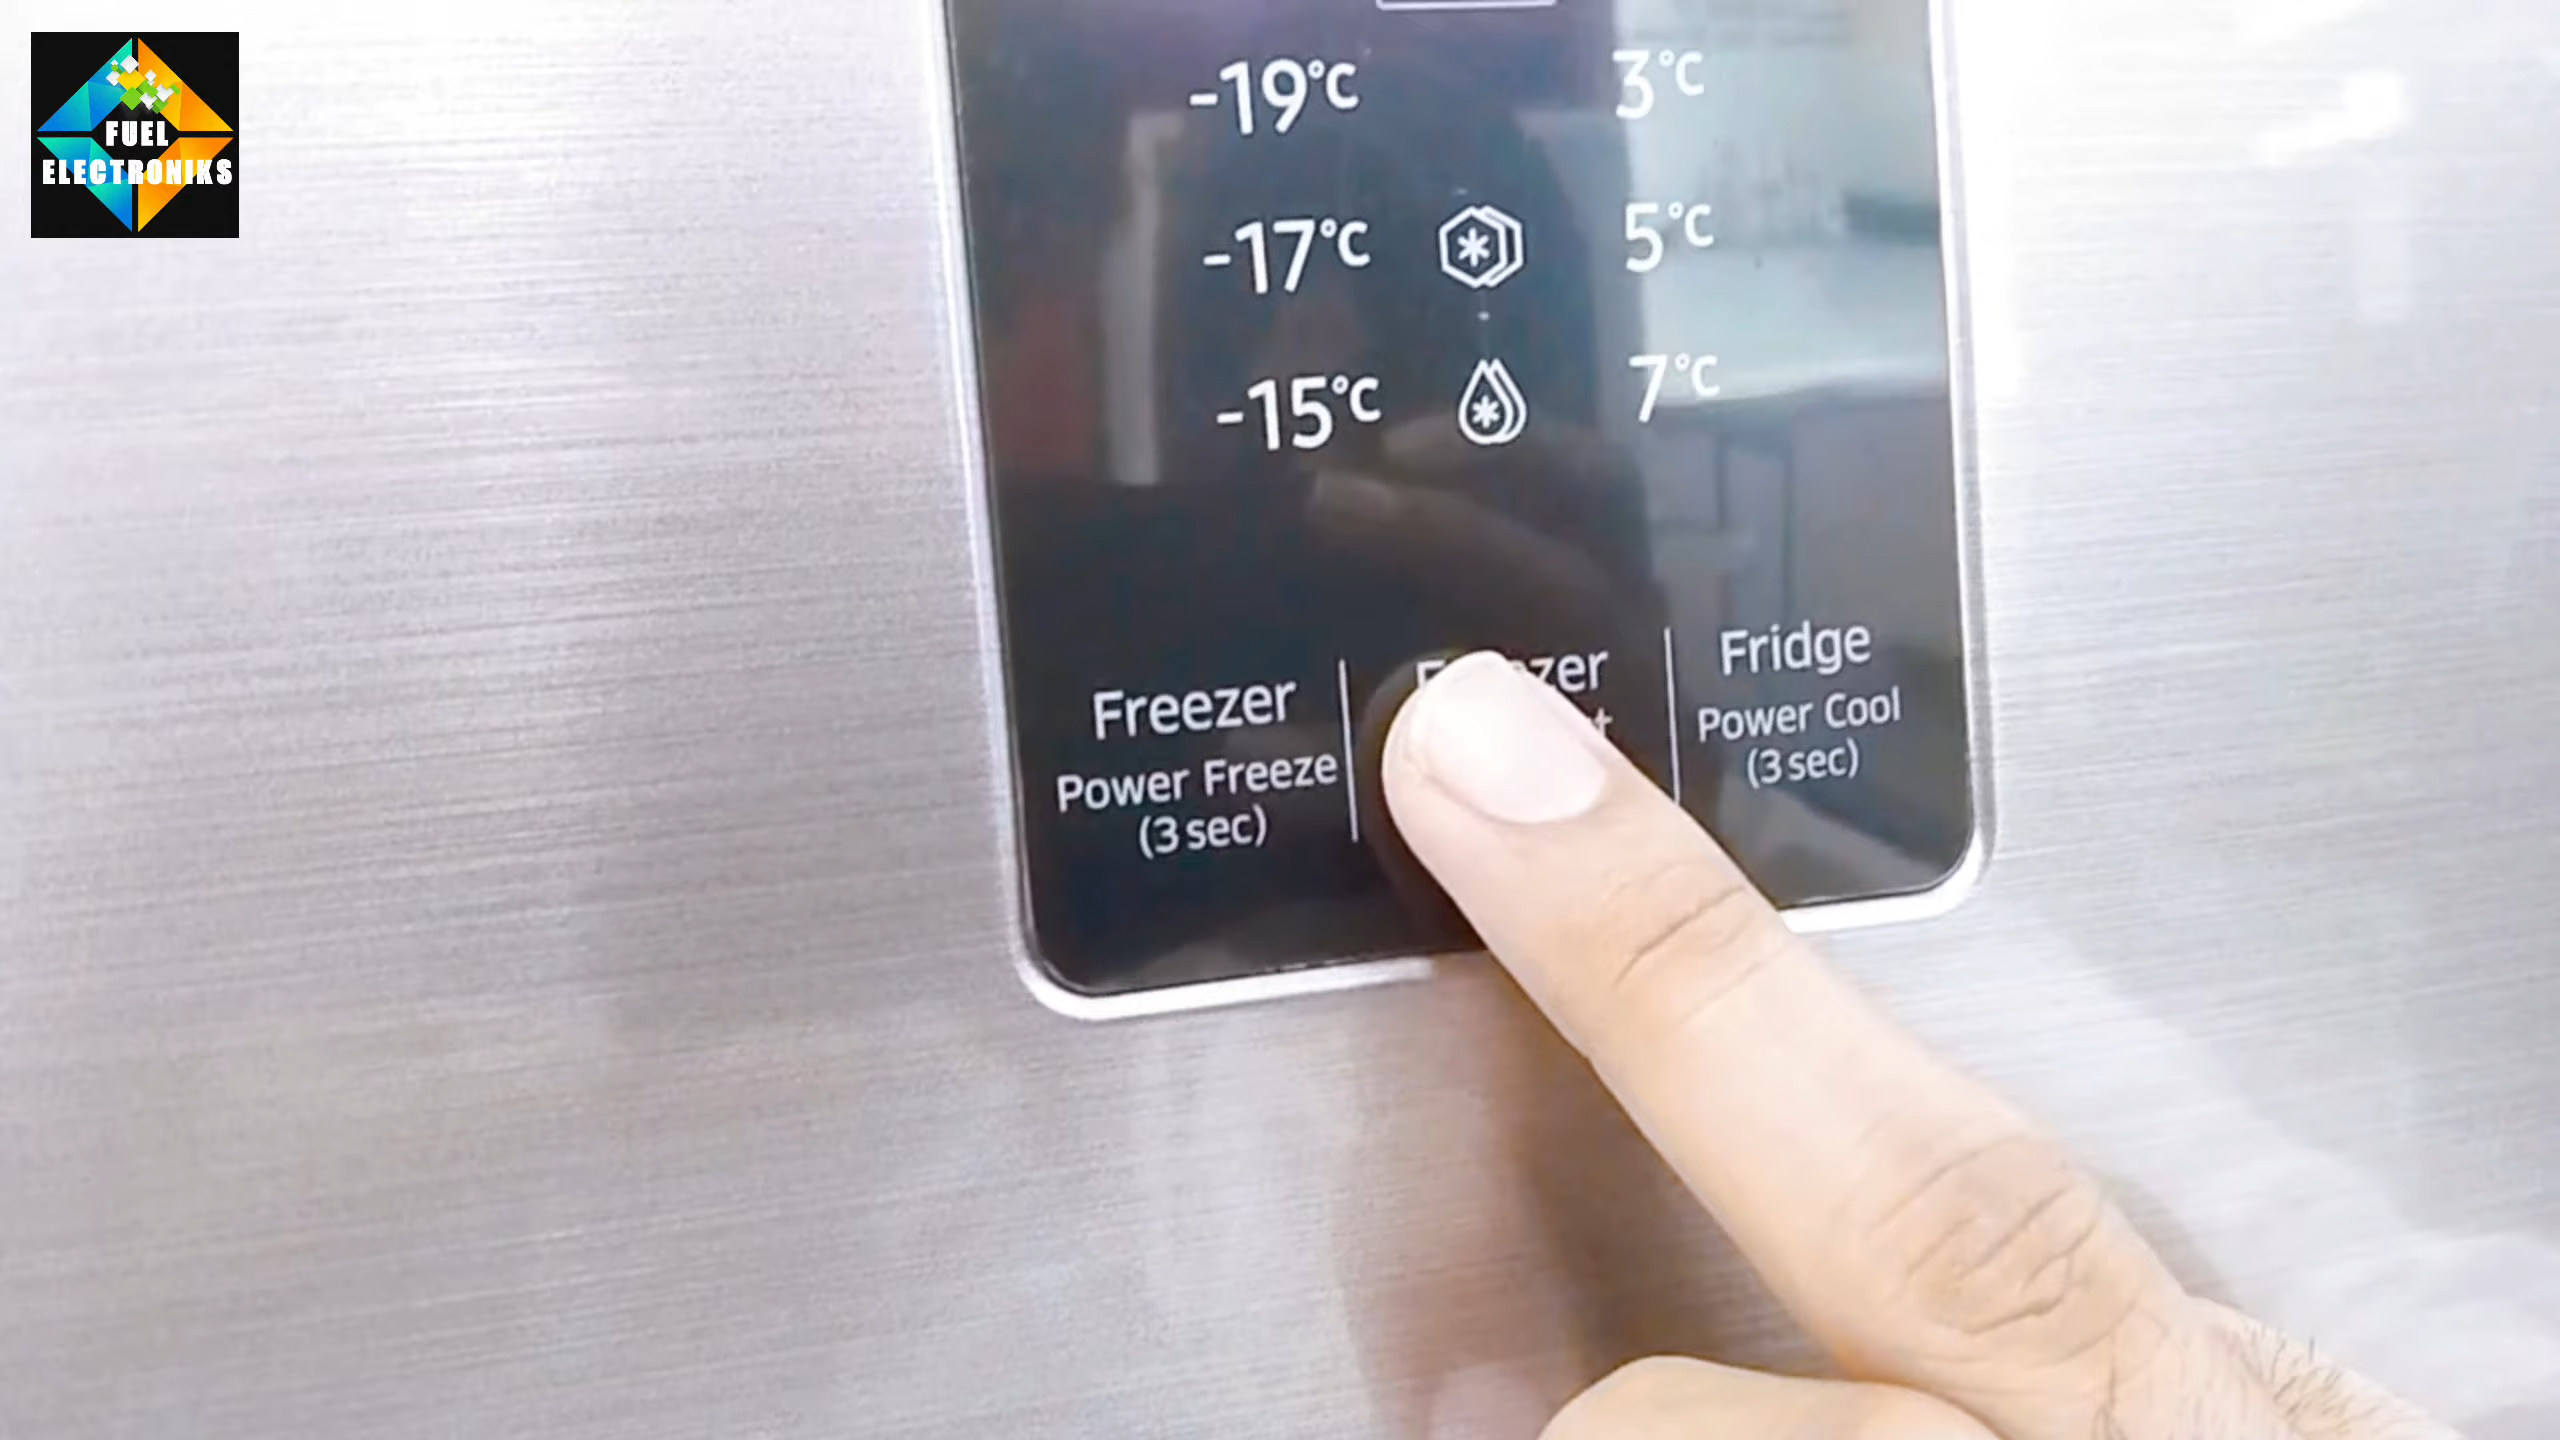 FUEL
ELECTRONIKS
-19°C
3°C
-17°C
5°C
-15°C
7°C
Freezer
Power Freeze
(3 sec)
Fridge
Power Cool
(3 sec)